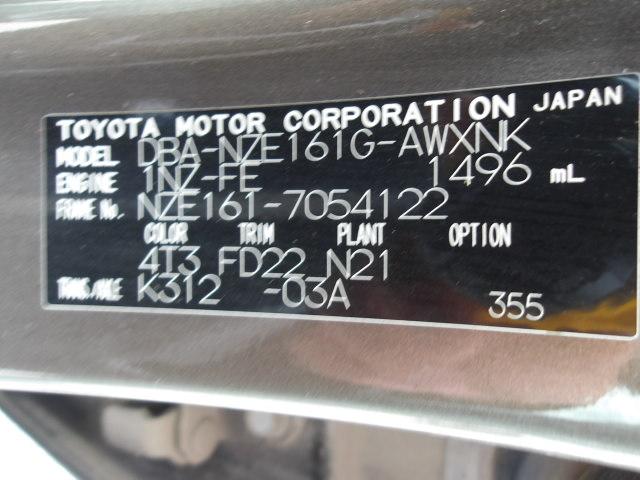 TOYOTA MOTOR CORPORATION JAPAN
MODEL DBA-NZE161G-AWXNK
ENGINE 1NZ-FE 1496 mL
FRAME No. NZE161-7054122
COLOR TRIM PLANT OPTION
4T3 FD22 N21
TRANS.AXLE K312 -03A 355